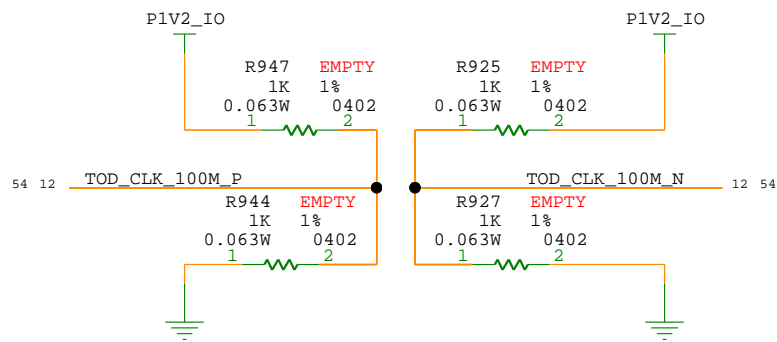 P1V2_IO
P1V2_IO
R947 EMPTY
1K 1%
0.063W 0402
1 2
R925 EMPTY
1K 1%
0.063W 0402
1 2
54 12 TOD_CLK_100M_P
TOD_CLK_100M_N 12 54
R944 EMPTY
1K 1%
0.063W 0402
1 2
R927 EMPTY
1K 1%
0.063W 0402
1 2